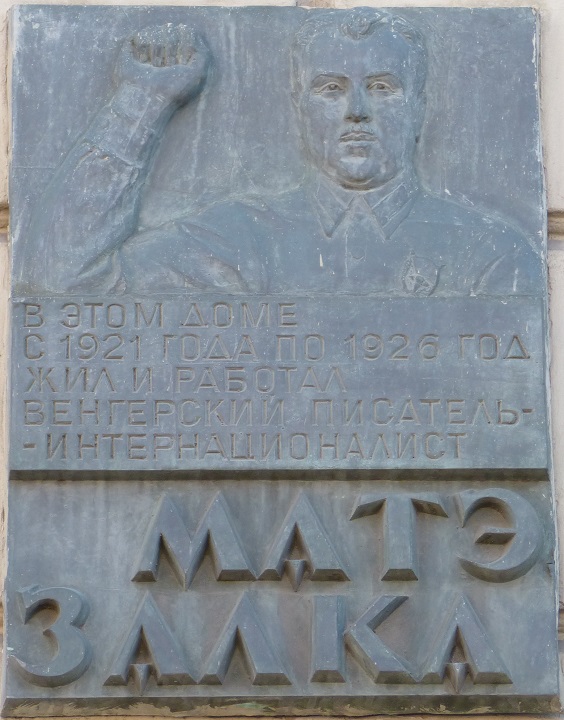 В ЭТОМ ДОМЕ
С 1921 ГОДА ПО 1926 ГОД
ЖИЛ И РАБОТАЛ
ВЕНГЕРСКИЙ ПИСАТЕЛЬ-
-ИНТЕРНАЦИОНАЛИСТ
МАТЭ
ЗАЛКА